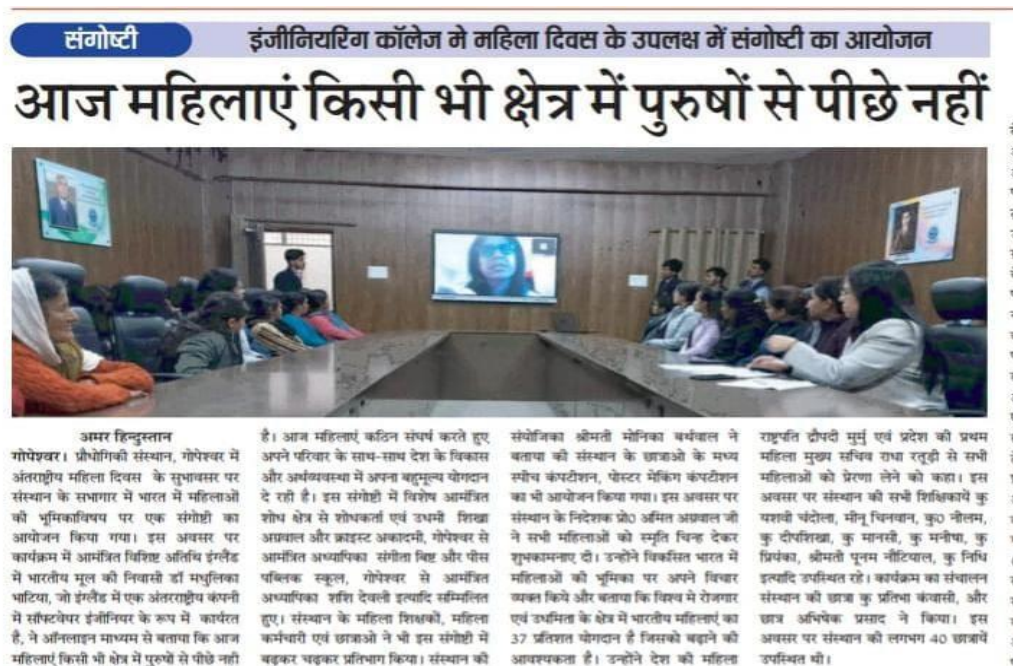 संगोष्टी
इंजीनियरिंग कॉलेज मे महिला दिवस के उपलक्ष में संगोष्टी का आयोजन
आज महिलाएं किसी भी क्षेत्र में पुरुषों से पीछे नहीं
अमर हिन्दुस्तान
गोपेश्वर। प्रौद्योगिकी संस्थान, गोपेश्वर में
अंतराष्ट्रीय महिला दिवस के सुभावसर पर
संस्थान के सभागार में भारत में महिलाओं
की भूमिकाविषय पर एक संगोष्टी का
आयोजन किया गया। इस अवसर पर
कार्यक्रम में आमंत्रित विशिष्ट अतिथि इंग्लैंड
में भारतीय मूल की निवासी डॉ मधुलिका
भाटिया, जो इंग्लैंड में एक अंतरराष्ट्रीय कंपनी
में सॉफ्टवेयर इंजीनियर के रूप में कार्यरत
है, ने ऑनलाइन माध्यम से बताया कि आज
महिलाएं किसी भी क्षेत्र में पुरुषों से पीछे नहीं
है। आज महिलाएं कठिन संघर्ष करते हुए
अपने परिवार के साथ-साथ देश के विकास
और अर्थव्यवस्था में अपना बहुमूल्य योगदान
दे रही है। इस संगोष्टी में विशेष आमंत्रित
शोध क्षेत्र से शोधकर्ता एवं उधमी शिखा
अग्रवाल और क्राइस्ट अकादमी, गोपेश्वर से
आमंत्रित अध्यापिका संगीता बिष्ट और पीस
पब्लिक स्कूल, गोपेश्वर से आमंत्रित
अध्यापिका शशि देवली इत्यादि सम्मिलित
हुए। संस्थान के महिला शिक्षकों, महिला
कर्मचारी एवं छात्राओ ने भी इस संगोष्टी में
बढ़कर चढ़कर प्रतिभाग किया। संस्थान की
संयोजिका श्रीमती मोनिका बर्थवाल ने
बताया की संस्थान के छात्राओ के मध्य
स्पीच कंपटीशन, पोस्टर मेकिंग कंपटीशन
का भी आयोजन किया गया। इस अवसर पर
संस्थान के निदेशक प्रो0 अमित अग्रवाल जी
ने सभी महिलाओं को स्मृति चिन्ह देकर
शुभकामनाए दी। उन्होने विकसित भारत में
महिलाओं की भूमिका पर अपने विचार
व्यक्त किये और बताया कि विश्व मे रोजगार
एवं उधमिता के क्षेत्र में भारतीय महिलाएं का
37 प्रतिशत योगदान है जिसको बढ़ाने की
आवश्यकता है। उन्होंने देश की महिला
राष्ट्रपति द्रौपदी मुर्मु एवं प्रदेश की प्रथम
महिला मुख्य सचिव राधा रतूड़ी से सभी
महिलाओं को प्रेरणा लेने को कहा। इस
अवसर पर संस्थान की सभी शिक्षिकायें कु
यशवी चंदोला, मीनू चिनवान, कु0 नीलम,
कु दीपशिखा, कु मानसी, कु मनीषा, कु
प्रियंका, श्रीमती पूनम नौटियाल, कु निधि
इत्यादि उपस्थित रहे। कार्यक्रम का संचालन
संस्थान की छात्रा कु प्रतिभा कंवासी, और
छात्र अभिषेक प्रसाद ने किया। इस
अवसर पर संस्थान की लगभग 40 छात्रायें
उपस्थित थी।